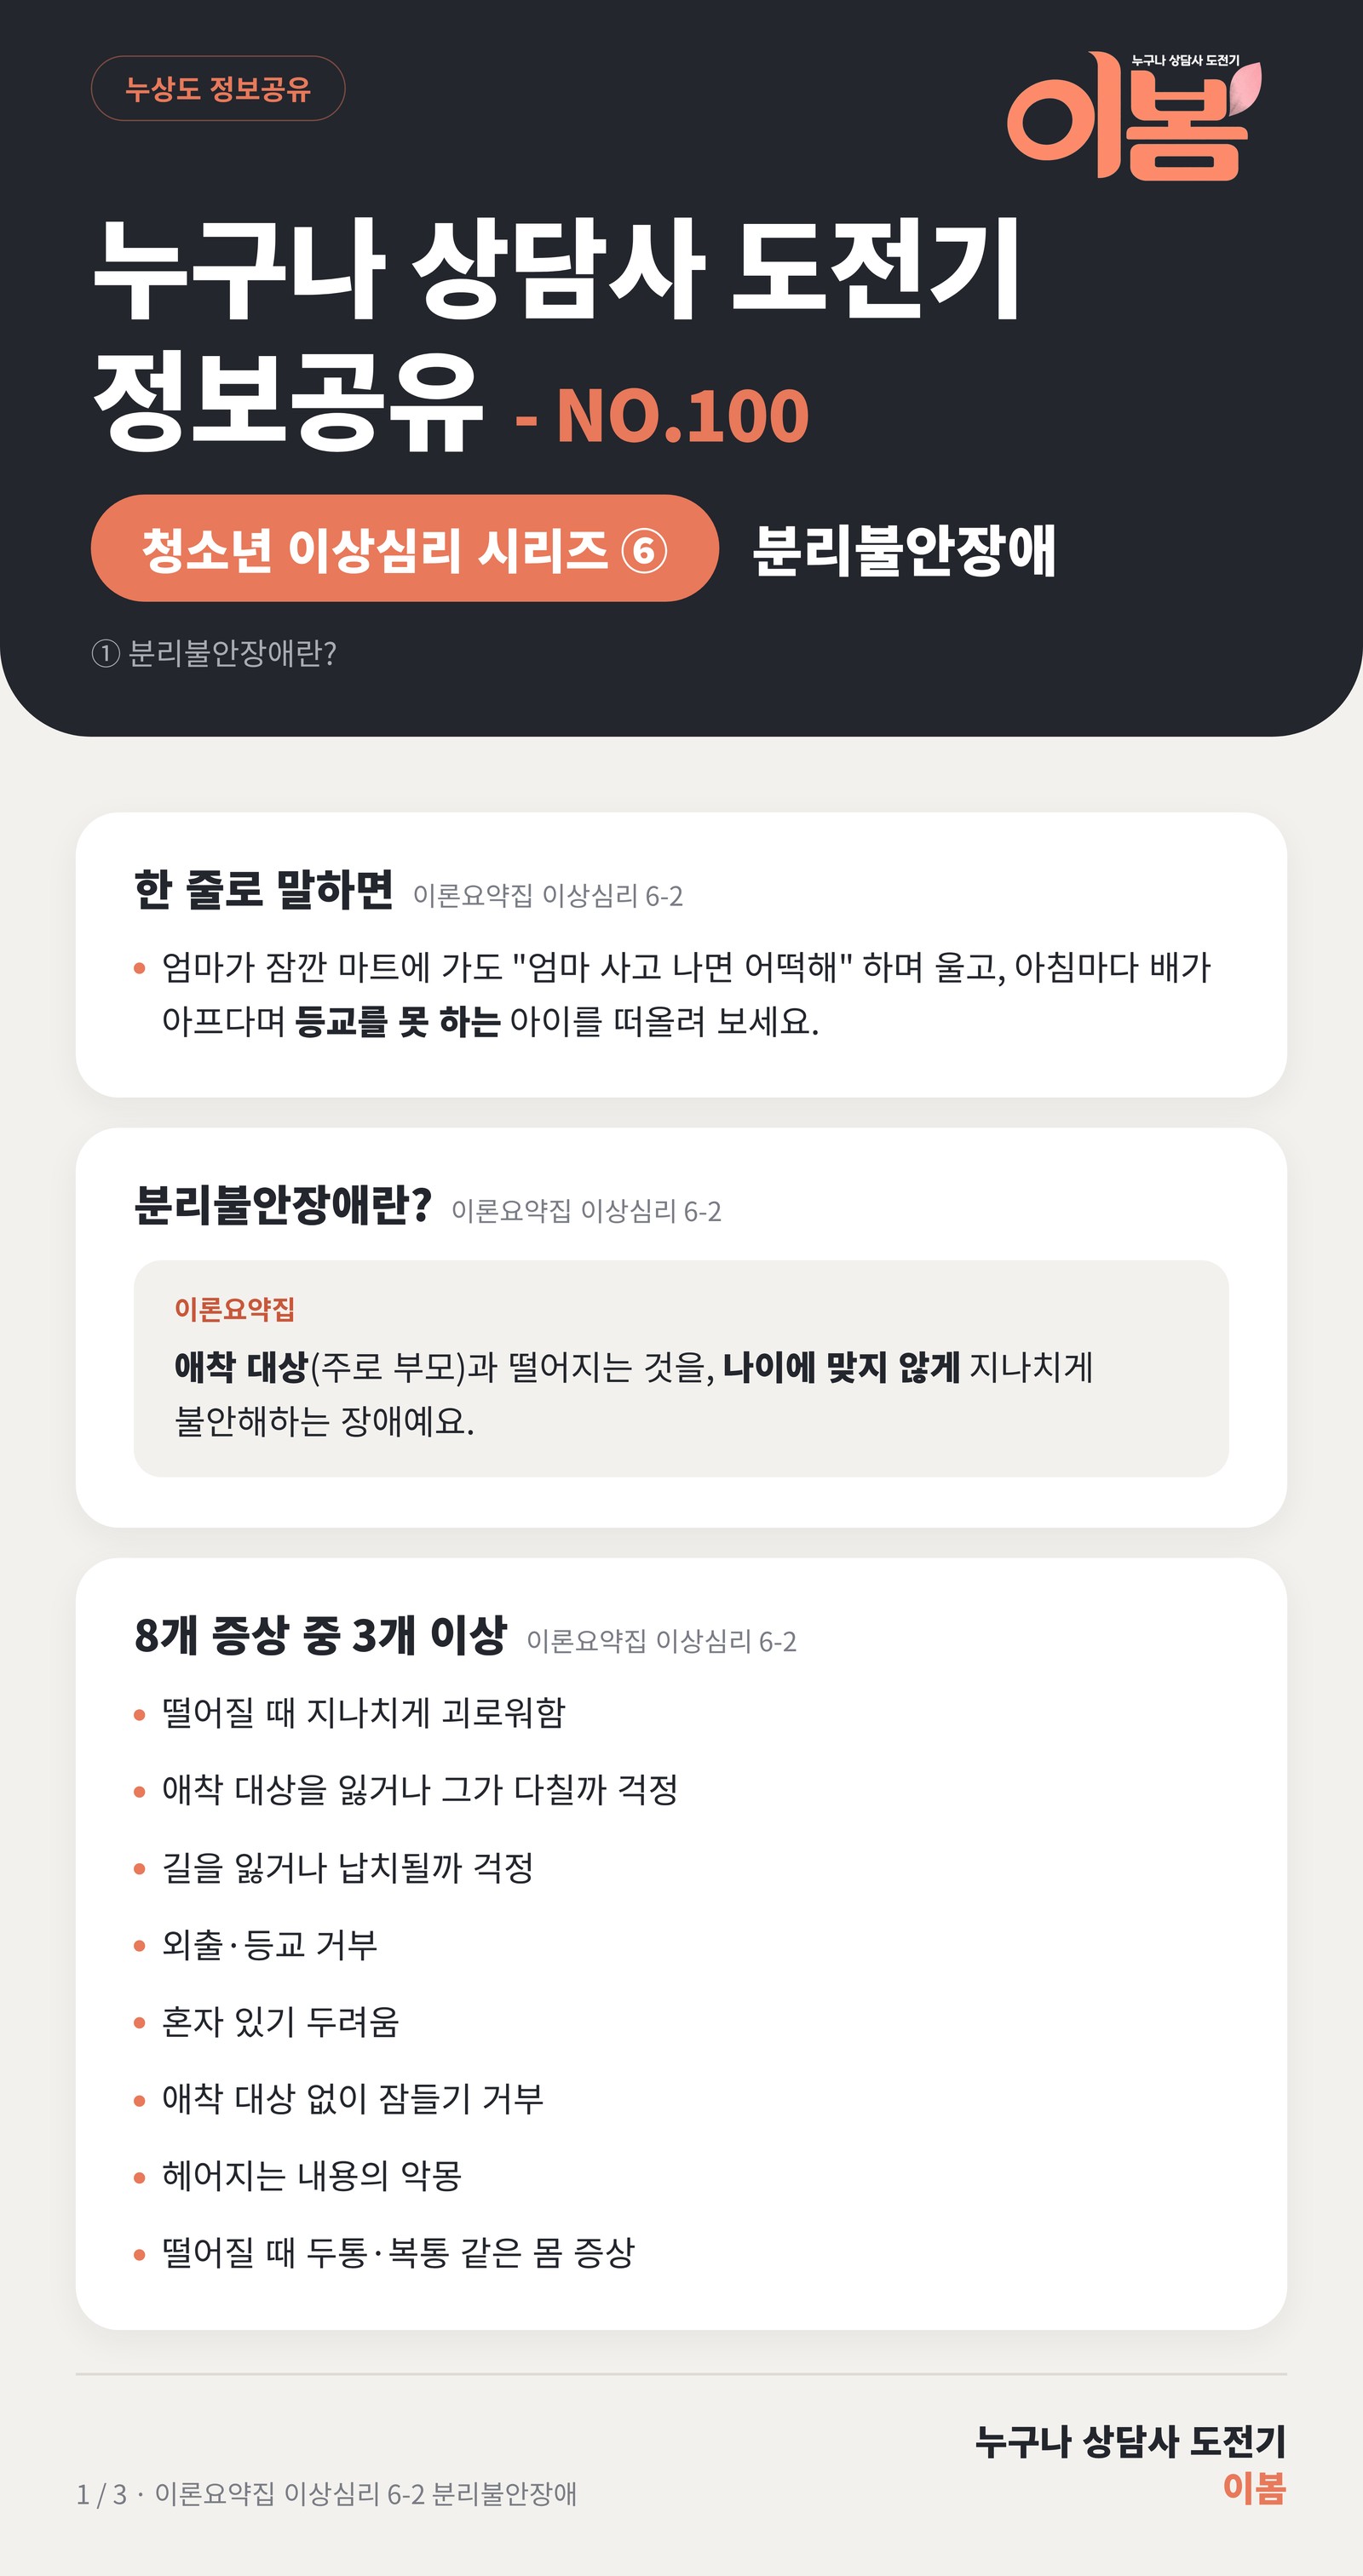 누상도 정보공유
누구나 상담사 도전기
이봄
누구나 상담사 도전기
정보공유 - NO.100
청소년 이상심리 시리즈 ⑥ 분리불안장애
① 분리불안장애란?
한 줄로 말하면 이론요약집 이상심리 6-2
• 엄마가 잠깐 마트에 가도 "엄마 사고 나면 어떡해" 하며 울고, 아침마다 배가
아프다며 등교를 못 하는 아이를 떠올려 보세요.
분리불안장애란? 이론요약집 이상심리 6-2
이론요약집
애착 대상(주로 부모)과 떨어지는 것을, 나이에 맞지 않게 지나치게
불안해하는 장애예요.
8개 증상 중 3개 이상 이론요약집 이상심리 6-2
• 떨어질 때 지나치게 괴로워함
• 애착 대상을 잃거나 그가 다칠까 걱정
• 길을 잃거나 납치될까 걱정
• 외출·등교 거부
• 혼자 있기 두려움
• 애착 대상 없이 잠들기 거부
• 헤어지는 내용의 악몽
• 떨어질 때 두통·복통 같은 몸 증상
누구나 상담사 도전기
1 / 3 · 이론요약집 이상심리 6-2 분리불안장애
이봄